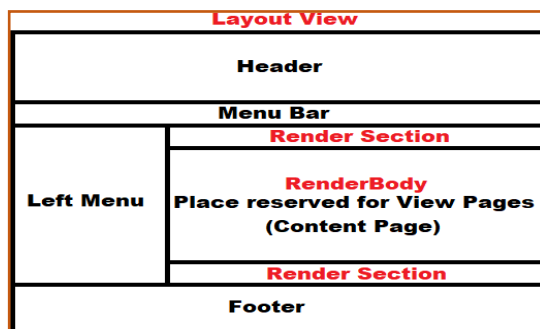 Layout View
Header
Menu Bar
Render Section
Left Menu
RenderBody
Place reserved for View Pages
(Content Page)
Render Section
Footer